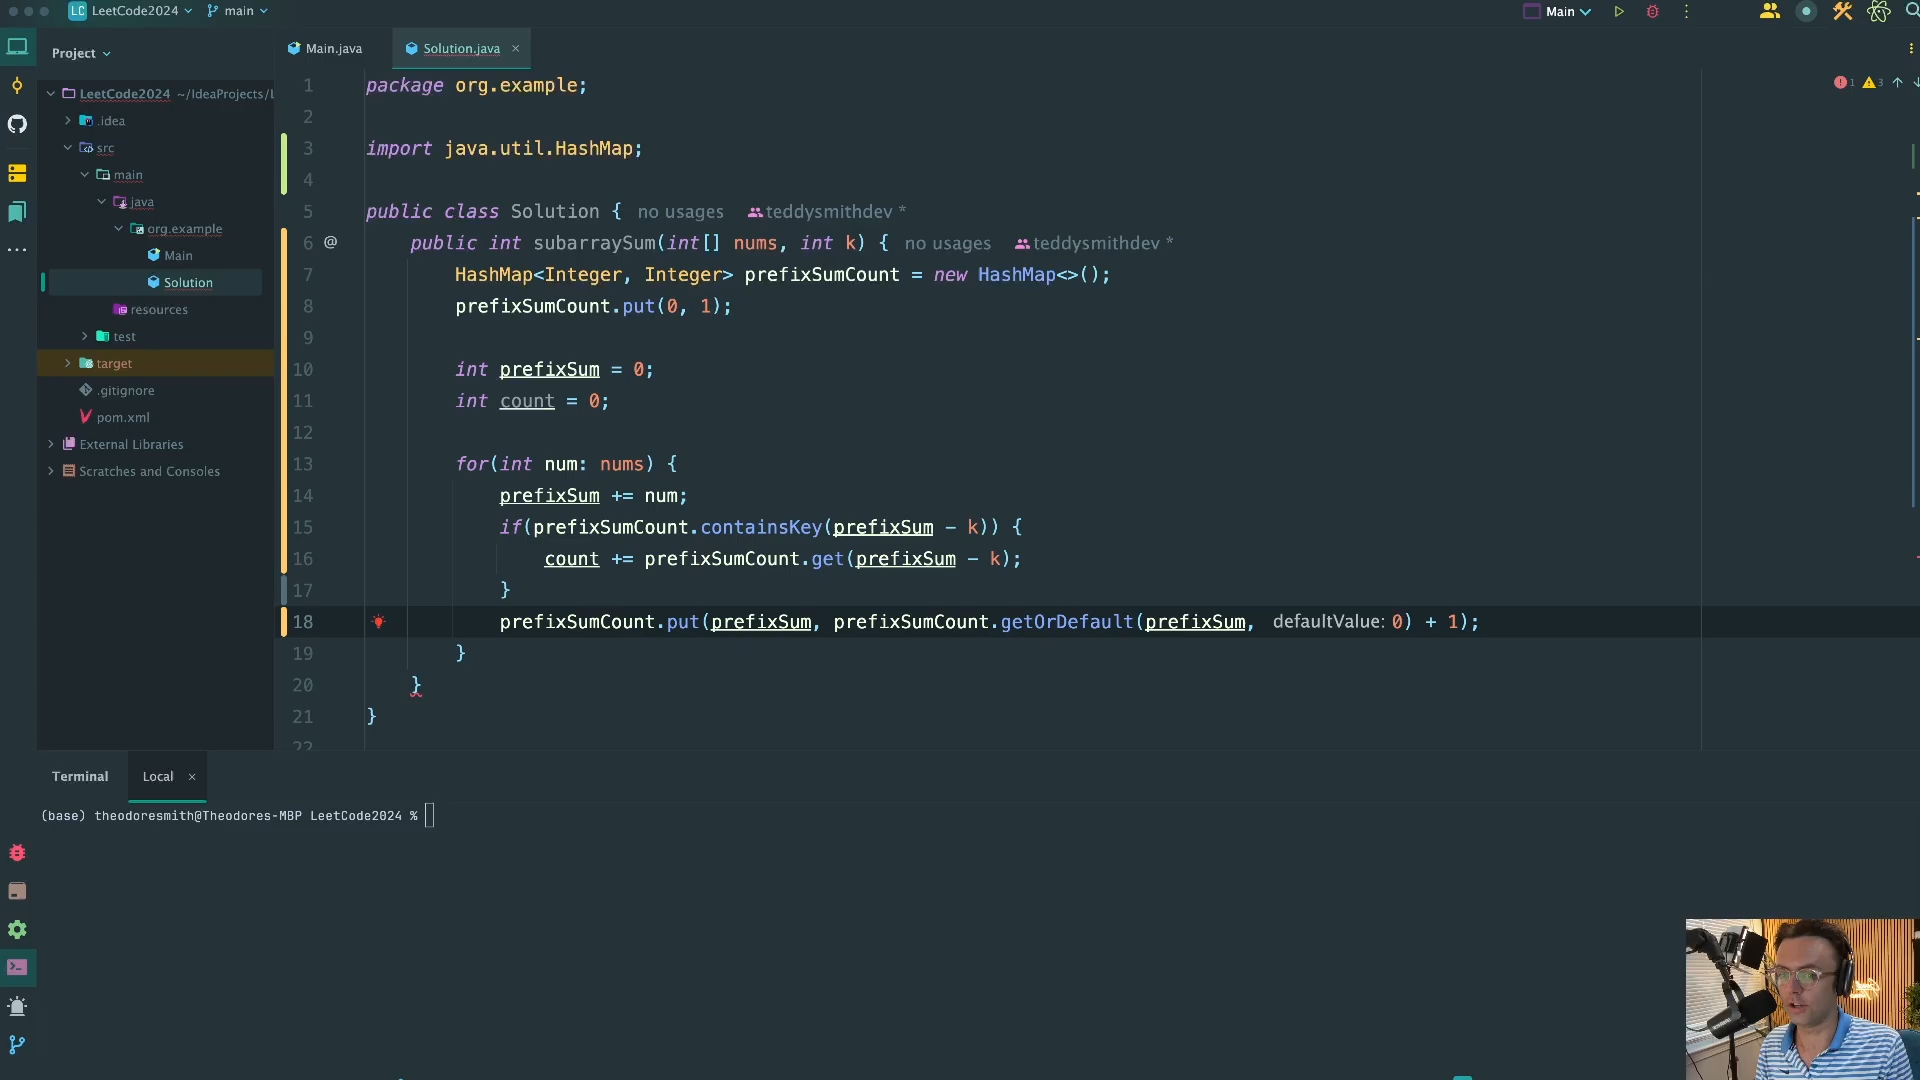 LC LeetCode2024 main
Main
Project
Main.java
Solution.java
LeetCode2024 ~/IdeaProjects/
.idea
src
main
java
org.example
Main
Solution
resources
test
target
.gitignore
pom.xml
External Libraries
Scratches and Consoles
1 3
1 package org.example;
2
3 import java.util.HashMap;
4
5 public class Solution { no usages teddysmithdev *
6 @ public int subarraySum(int[] nums, int k) { no usages teddysmithdev *
7 HashMap<Integer, Integer> prefixSumCount = new HashMap<>();
8 prefixSumCount.put(0, 1);
9
10 int prefixSum = 0;
11 int count = 0;
12
13 for(int num: nums) {
14 prefixSum += num;
15 if(prefixSumCount.containsKey(prefixSum - k)) {
16 count += prefixSumCount.get(prefixSum - k);
17 }
18 prefixSumCount.put(prefixSum, prefixSumCount.getOrDefault(prefixSum, defaultValue: 0) + 1);
19 }
20 }
21 }
22
Terminal Local
(base) theodoresmith@Theodores-MBP LeetCode2024 %